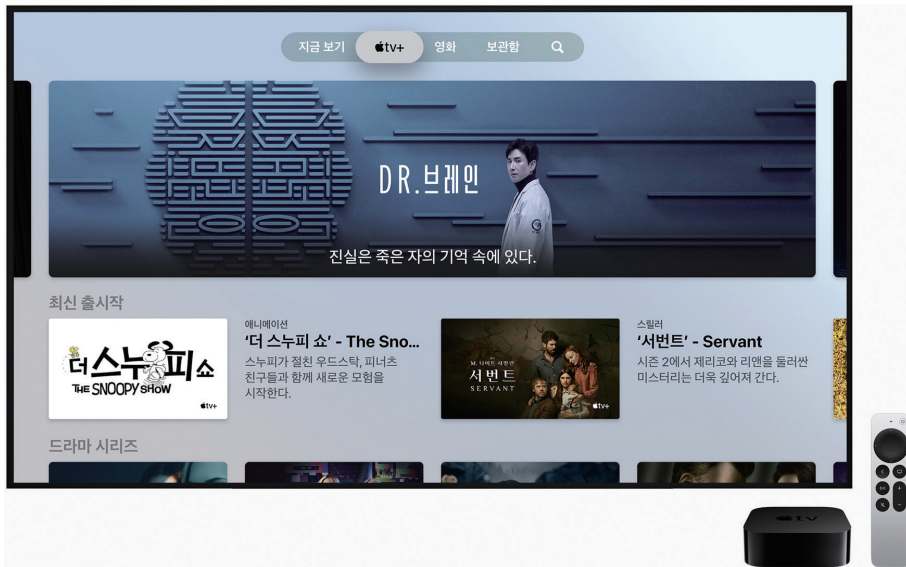 지금 보기
tv+
영화
보관함
DR.브레인
진실은 죽은 자의 기억 속에 있다.
최신 출시작
더 스누피 쇼
THE SNOOPY SHOW
tv+
애니메이션
‘더 스누피 쇼’ - The Sno...
스누피가 절친 우드스탁, 피너츠
친구들과 함께 새로운 모험을
시작한다.
M. 나이트 샤말란
서번트
SERVANT
tv+
스릴러
‘서번트’ - Servant
시즌 2에서 제리코와 리앤을 둘러싼
미스터리는 더욱 깊어져 간다.
드라마 시리즈
tv